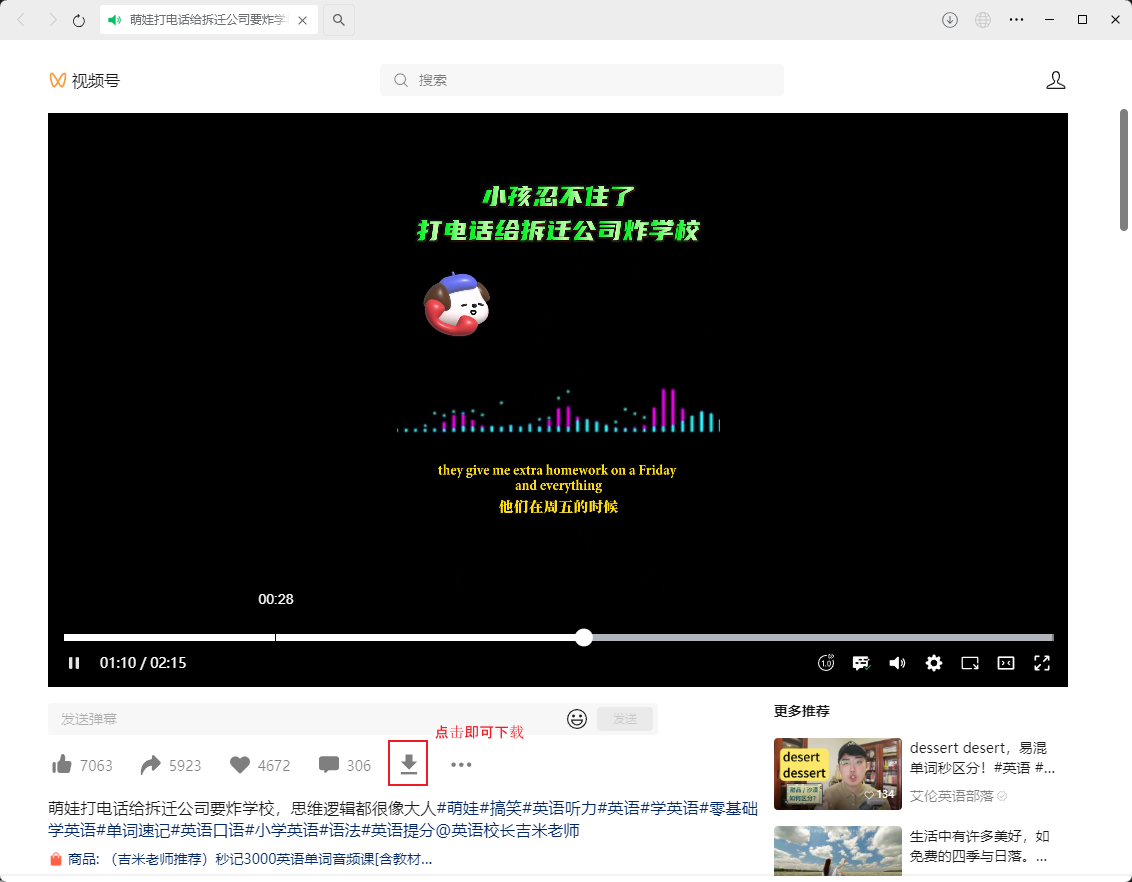 萌娃打电话给拆迁公司要炸学
视频号
搜索
小孩忍不住了
打电话给拆迁公司炸学校
they give me extra homework on a Friday
and everything
他们在周五的时候
00:28
01:10 / 02:15
1.0
发送弹幕
发送
点击即可下载
7063
5923
4672
306
萌娃打电话给拆迁公司要炸学校，思维逻辑都很像大人#萌娃#搞笑#英语听力#英语#学英语#零基础
学英语#单词速记#英语口语#小学英语#语法#英语提分@英语校长吉米老师
商品: （吉米老师推荐）秒记3000英语单词音频课[含教材...
更多推荐
desert
dessert
甜品 / 沙漠
如何区分?
134
dessert desert，易混
单词秒区分！#英语 #...
艾伦英语部落
生活中有许多美好，如
免费的四季与日落。...